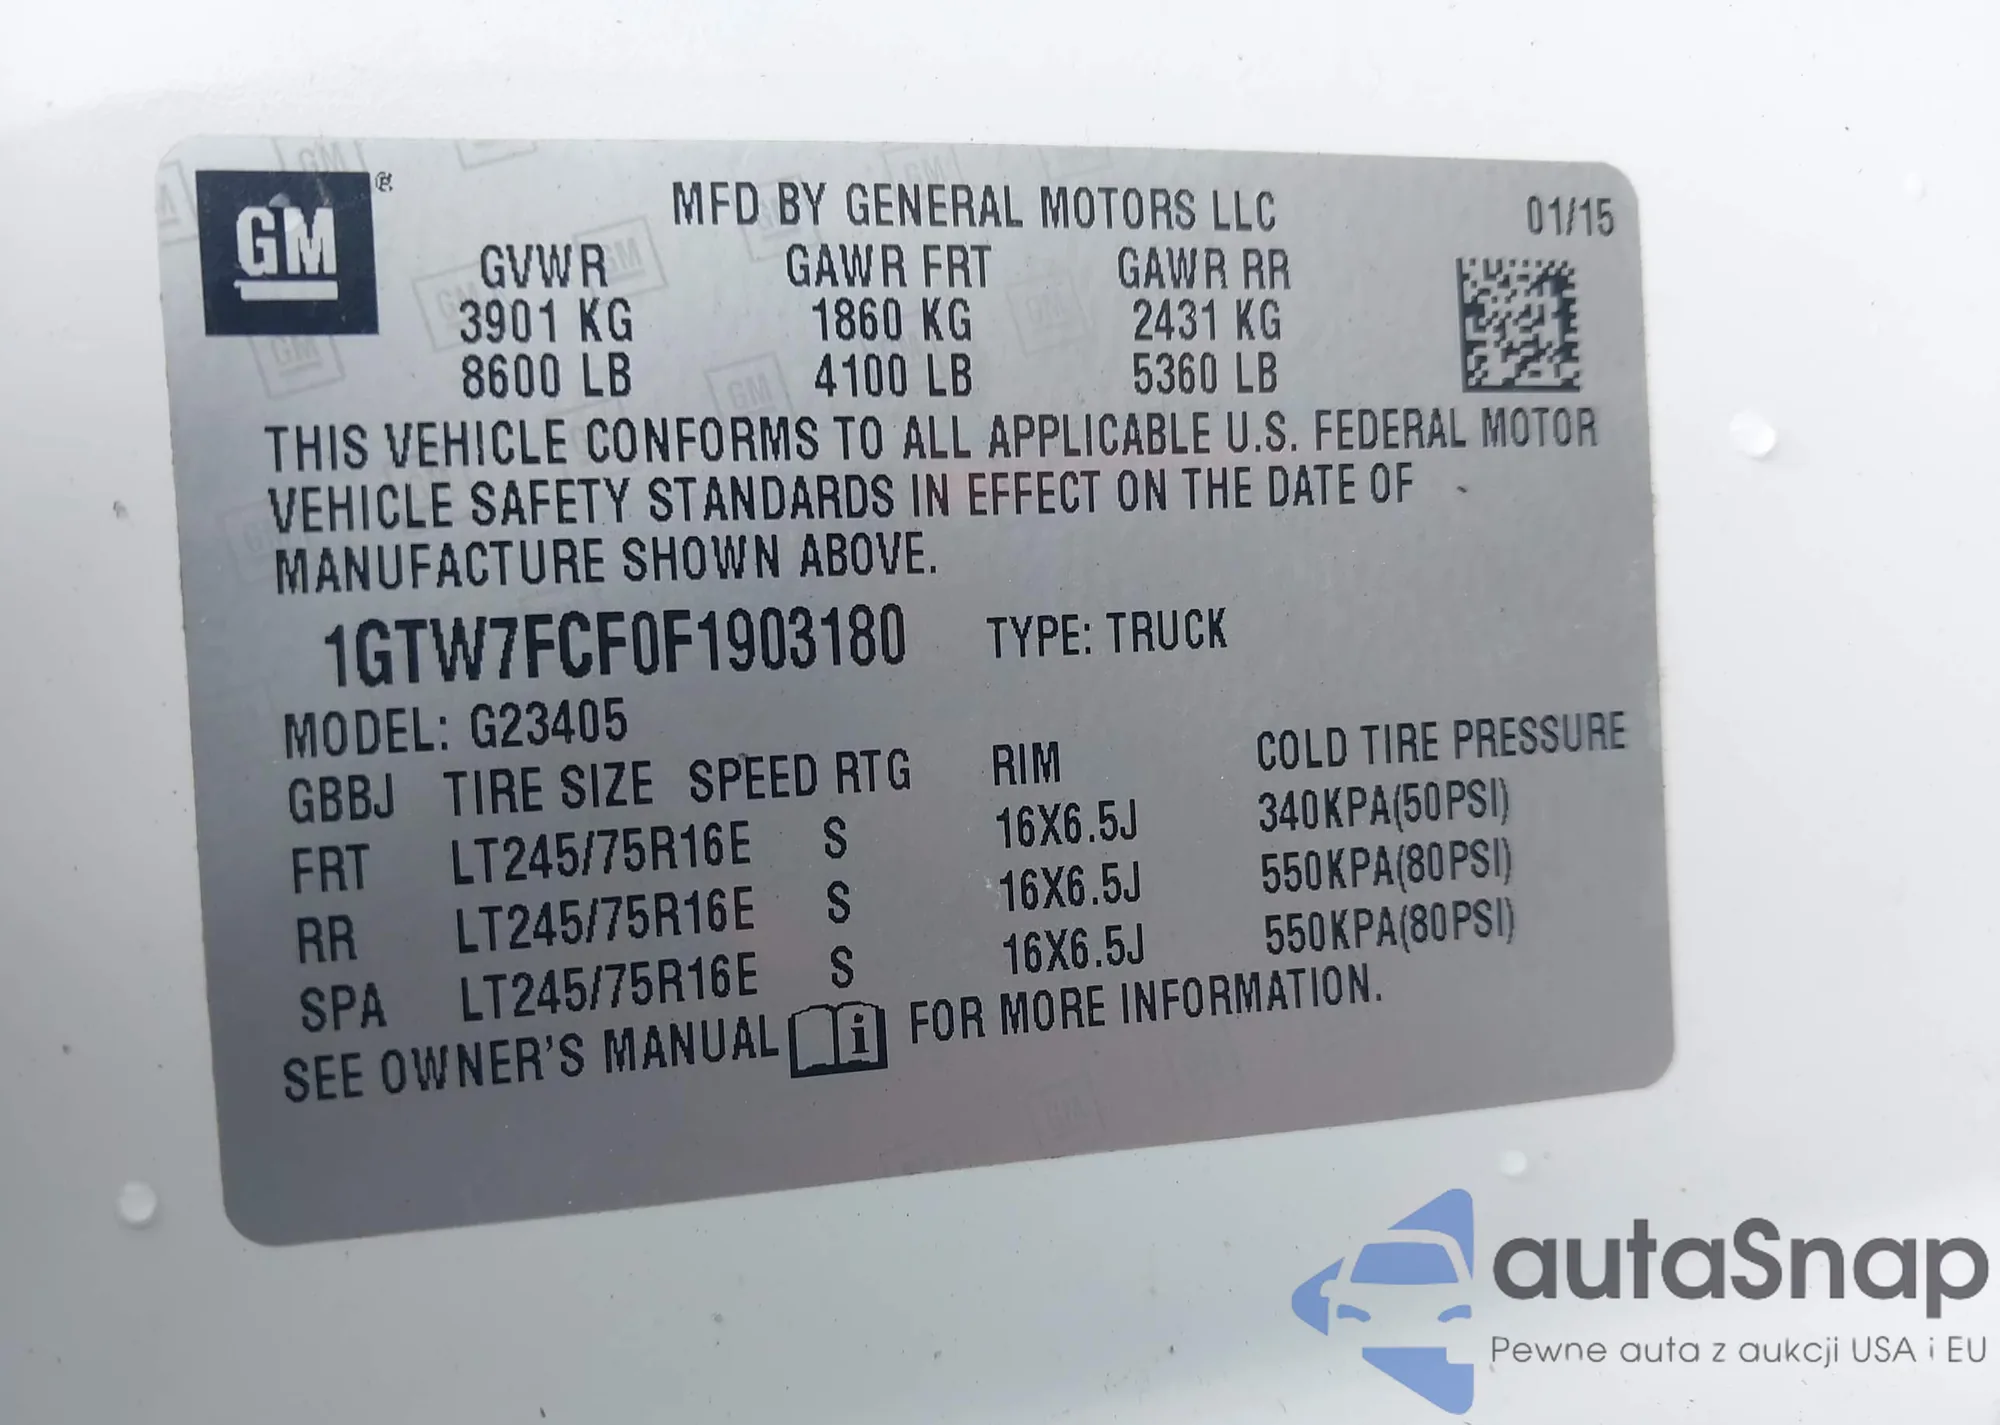 GM®
MFD BY GENERAL MOTORS LLC 01/15
GVWR GAWR FRT GAWR RR
3901 KG 1860 KG 2431 KG
8600 LB 4100 LB 5360 LB
THIS VEHICLE CONFORMS TO ALL APPLICABLE U.S. FEDERAL MOTOR
VEHICLE SAFETY STANDARDS IN EFFECT ON THE DATE OF
MANUFACTURE SHOWN ABOVE.
1GTW7FCF0F1903180 TYPE: TRUCK
MODEL: G23405
GBBJ TIRE SIZE SPEED RTG RIM COLD TIRE PRESSURE
FRT LT245/75R16E S 16X6.5J 340KPA(50PSI)
RR LT245/75R16E S 16X6.5J 550KPA(80PSI)
SPA LT245/75R16E S 16X6.5J 550KPA(80PSI)
SEE OWNER'S MANUAL i FOR MORE INFORMATION.
autaSnap
Pewne auta z aukcji USA i EU